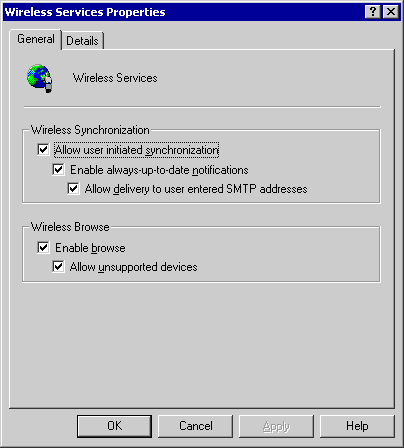 Wireless Services Properties
General
Details
Wireless Services
Wireless Synchronization
Allow user initiated synchronization
Enable always-up-to-date notifications
Allow delivery to user entered SMTP addresses
Wireless Browse
Enable browse
Allow unsupported devices
OK
Cancel
Apply
Help